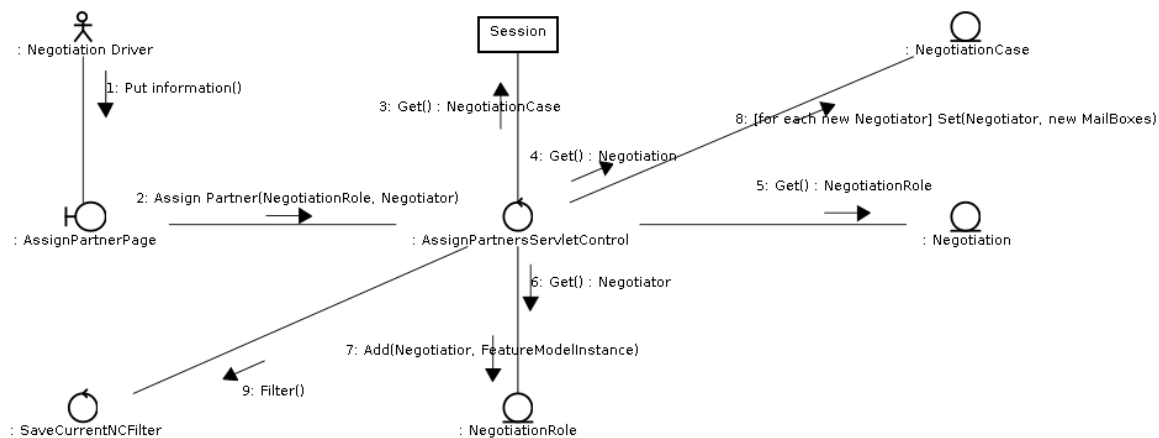 Session
: Negotiation Driver
: NegotiationCase
1: Put information()
3: Get() : NegotiationCase
8: [for each new Negotiator] Set(Negotiator, new MailBoxes)
4: Get() : Negotiation
5: Get() : NegotiationRole
2: Assign Partner(NegotiationRole, Negotiator)
: AssignPartnerPage
: AssignPartnersServletControl
: Negotiation
6: Get() : Negotiator
7: Add(Negotiatior, FeatureModelInstance)
9: Filter()
: SaveCurrentNCFilter
: NegotiationRole